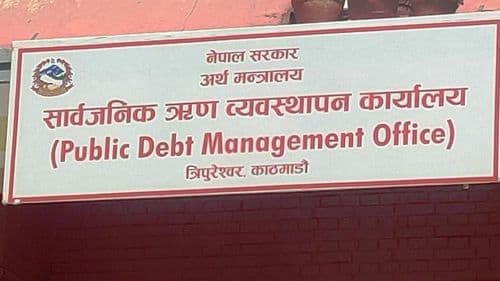 नेपाल सरकार
अर्थ मन्त्रालय
सार्वजनिक ऋण व्यवस्थापन कार्यालय
(Public Debt Management Office)
त्रिपुरेश्वर, काठमाडौं